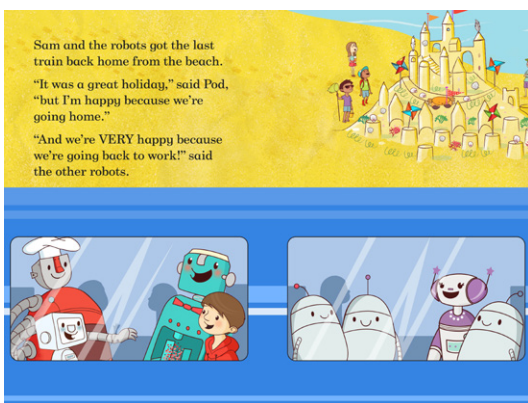 Sam and the robots got the last
train back home from the beach.
“It was a great holiday,” said Pod,
“but I’m happy because we’re
going home.”
“And we’re VERY happy because
we’re going back to work!” said
the other robots.